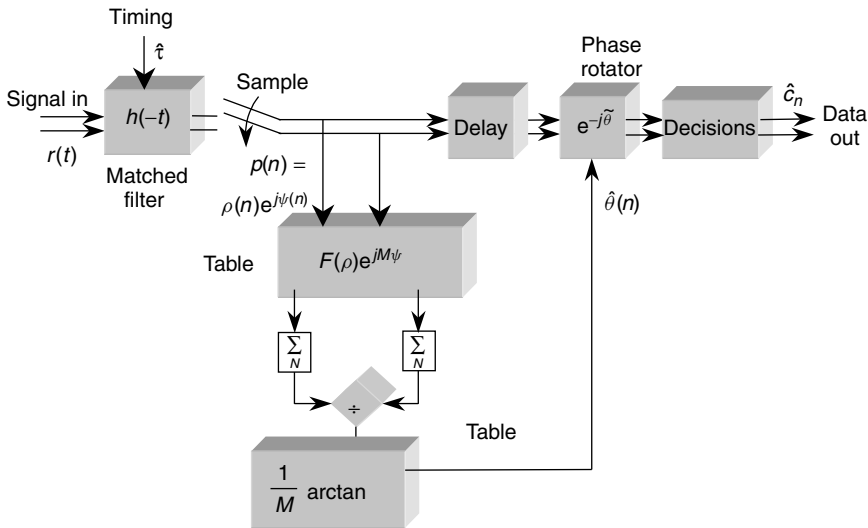 Timing
τ̂
Signal in
r(t)
h(−t)
Matched
filter
Sample
p(n) =
ρ(n)e^{jψ(n)}
Delay
Phase
rotator
e^{−jθ̃}
Decisions
ĉₙ
Data
out
θ̂(n)
Table
F(ρ)e^{jMψ}
Σ
N
Σ
N
÷
Table
1
M
arctan